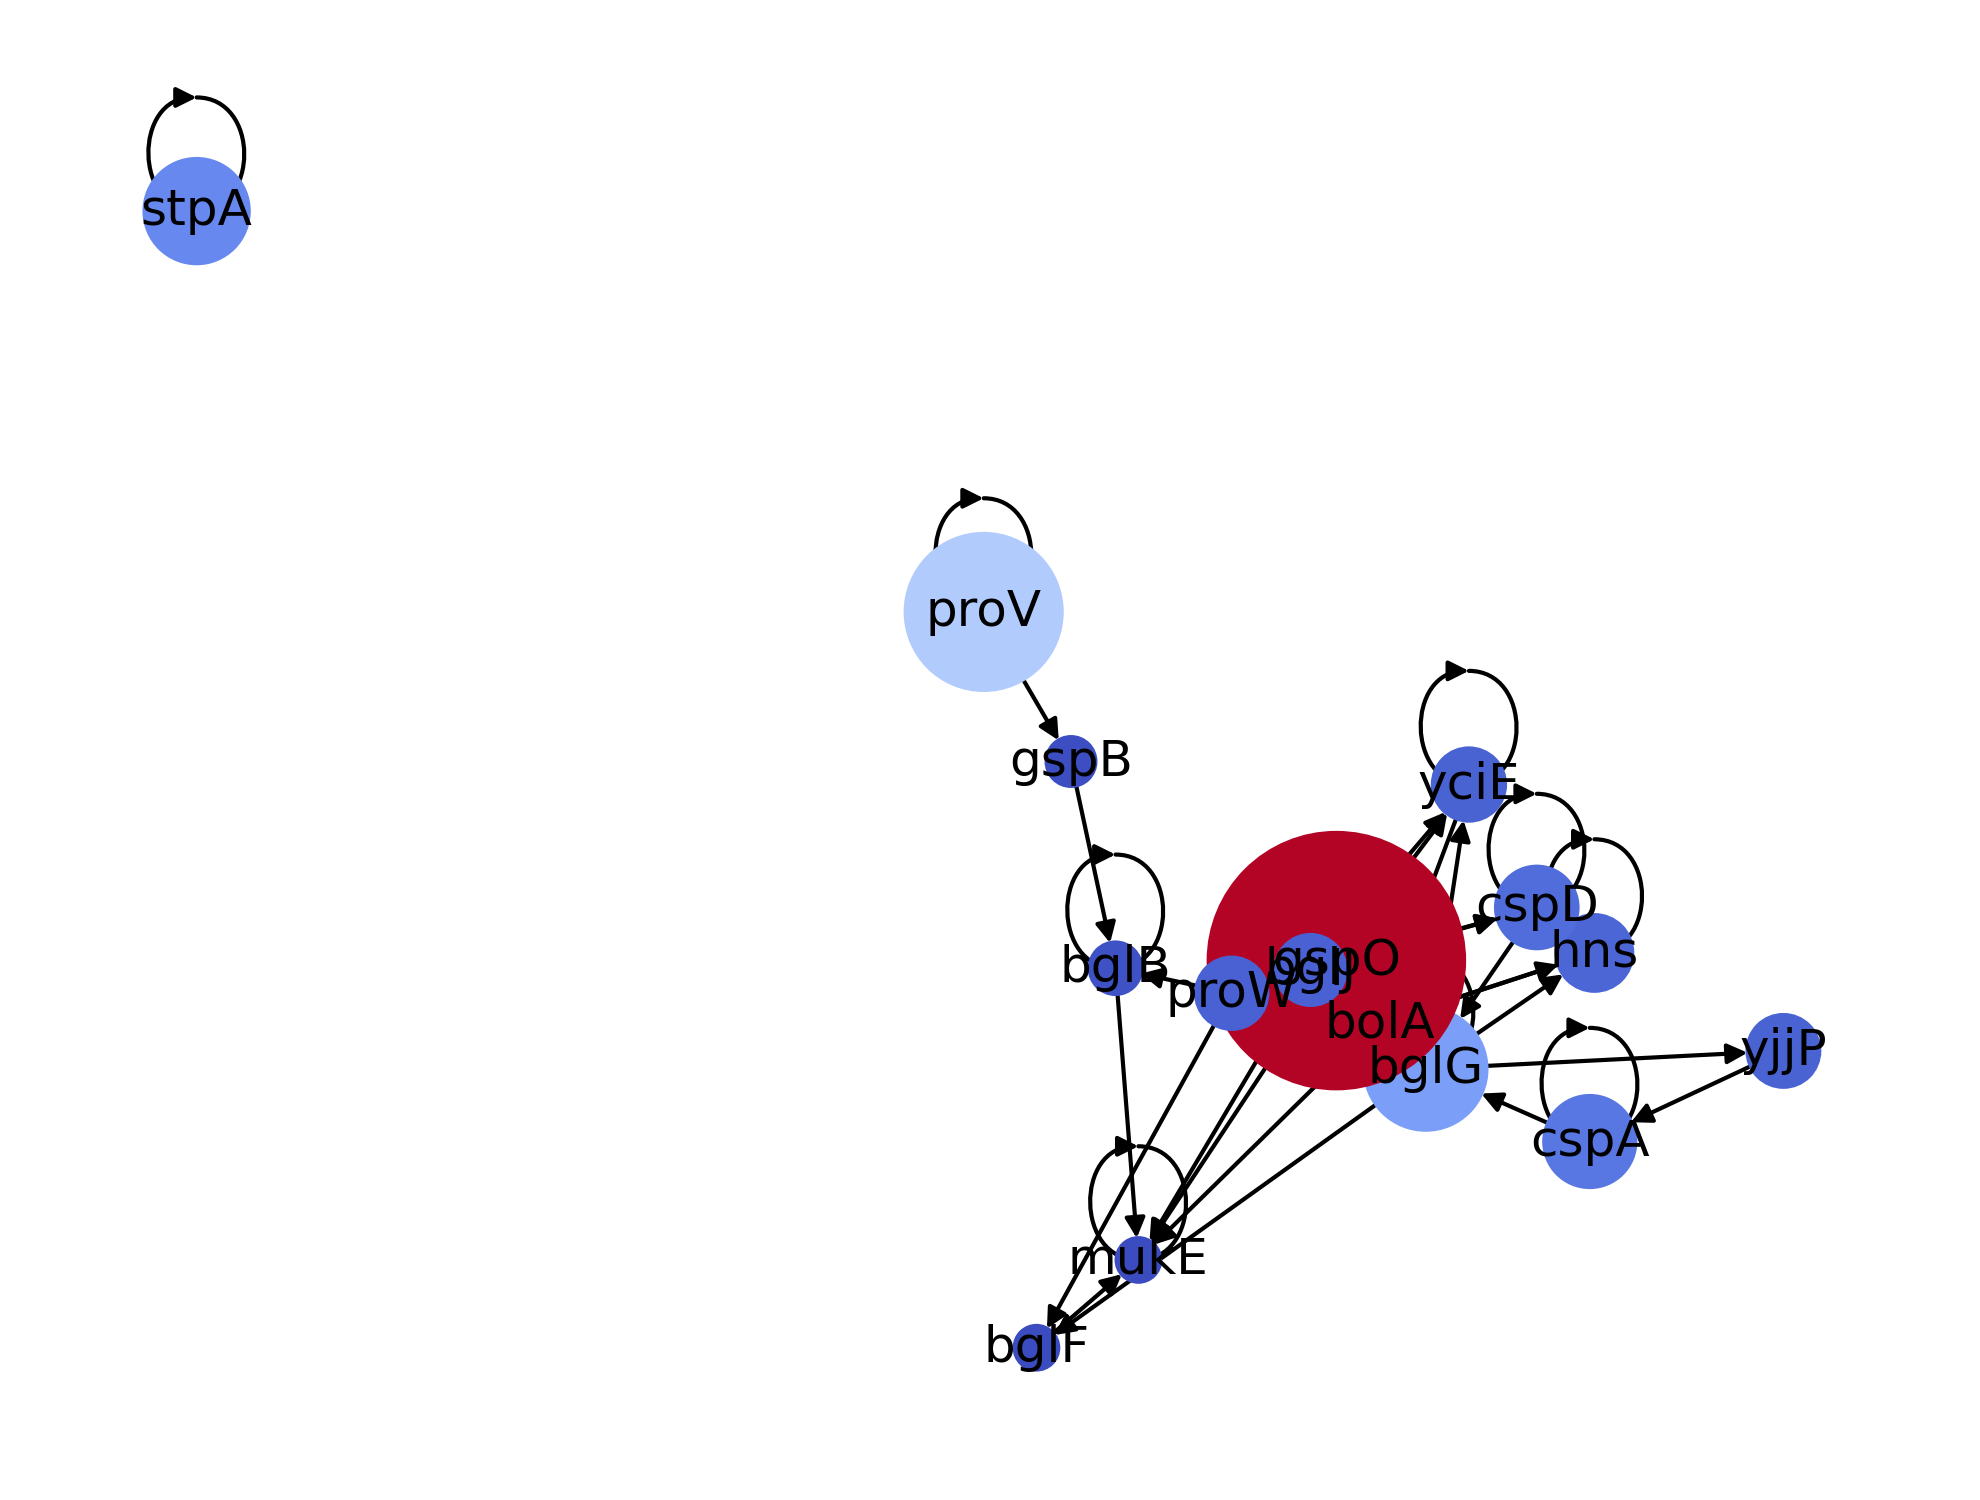 stpA
proV
gspB
yciE
cspD
hns
gspO
bglJ
bglB
proW
bolA
bglG
yjjP
cspA
mukE
bglF